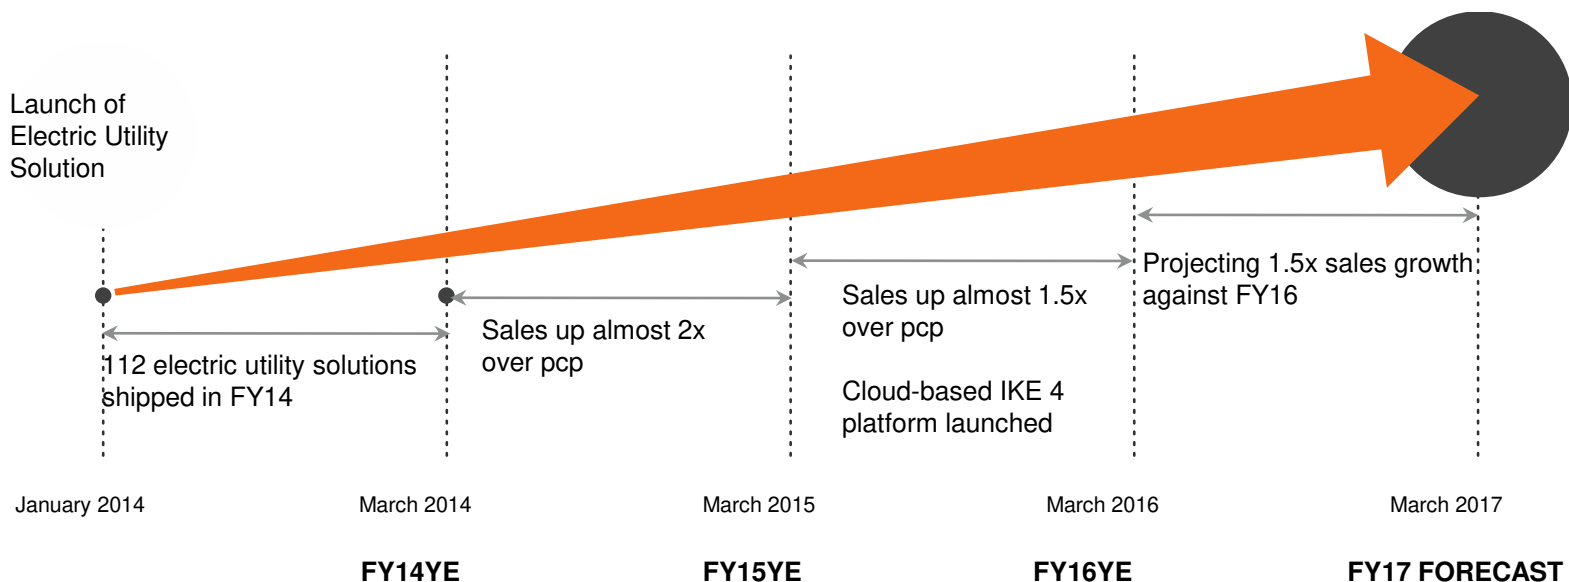 Launch of
Electric Utility
Solution
112 electric utility solutions
shipped in FY14
Sales up almost 2x
over pcp
Sales up almost 1.5x
over pcp
Cloud-based IKE 4
platform launched
Projecting 1.5x sales growth
against FY16
January 2014
March 2014
March 2015
March 2016
March 2017
FY14YE
FY15YE
FY16YE
FY17 FORECAST